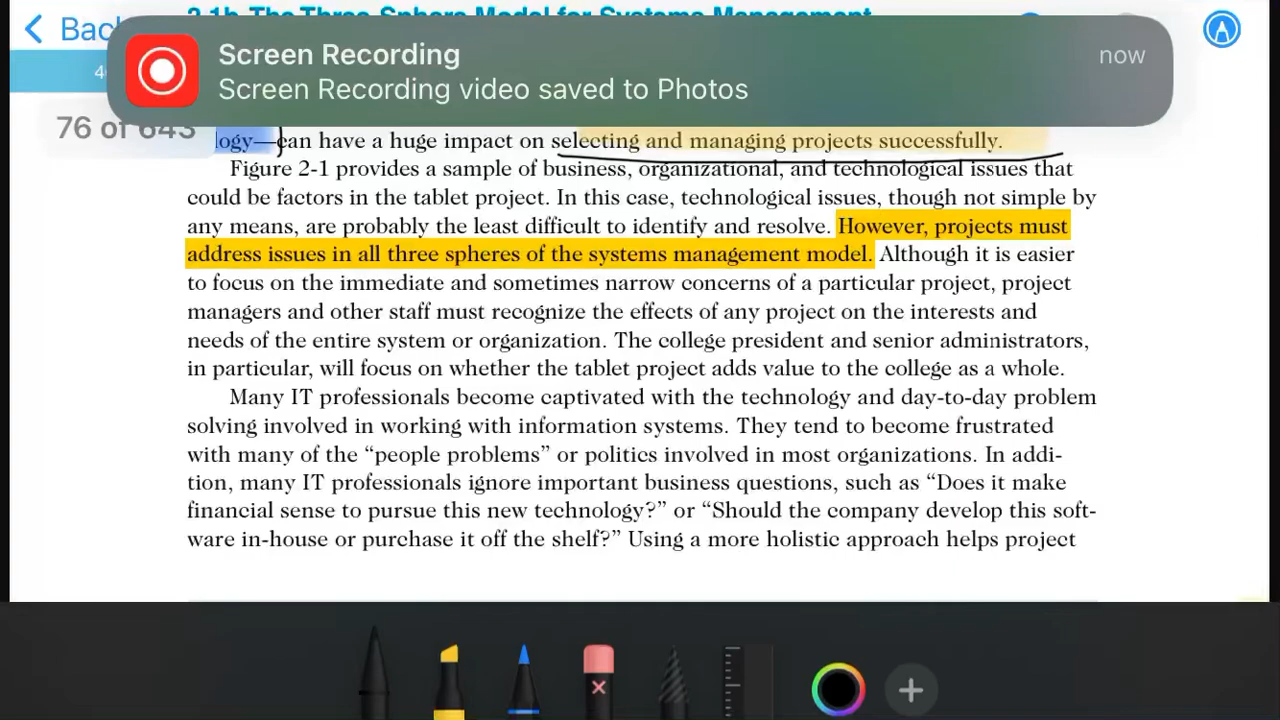 2.1b The Three-Sphere Model for Systems Management
Back
Screen Recording
now
Screen Recording video saved to Photos
76 of 643
logy—can have a huge impact on selecting and managing projects successfully.
Figure 2-1 provides a sample of business, organizational, and technological issues that
could be factors in the tablet project. In this case, technological issues, though not simple by
any means, are probably the least difficult to identify and resolve. However, projects must
address issues in all three spheres of the systems management model. Although it is easier
to focus on the immediate and sometimes narrow concerns of a particular project, project
managers and other staff must recognize the effects of any project on the interests and
needs of the entire system or organization. The college president and senior administrators,
in particular, will focus on whether the tablet project adds value to the college as a whole.
Many IT professionals become captivated with the technology and day-to-day problem
solving involved in working with information systems. They tend to become frustrated
with many of the “people problems” or politics involved in most organizations. In addi-
tion, many IT professionals ignore important business questions, such as “Does it make
financial sense to pursue this new technology?” or “Should the company develop this soft-
ware in-house or purchase it off the shelf?” Using a more holistic approach helps project